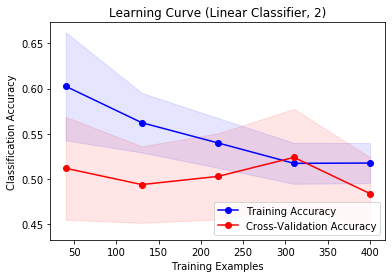 Learning Curve (Linear Classifier, 2)
Classification Accuracy
0.65
0.60
0.55
0.50
0.45
Training Accuracy
Cross-Validation Accuracy
50 100 150 200 250 300 350 400
Training Examples